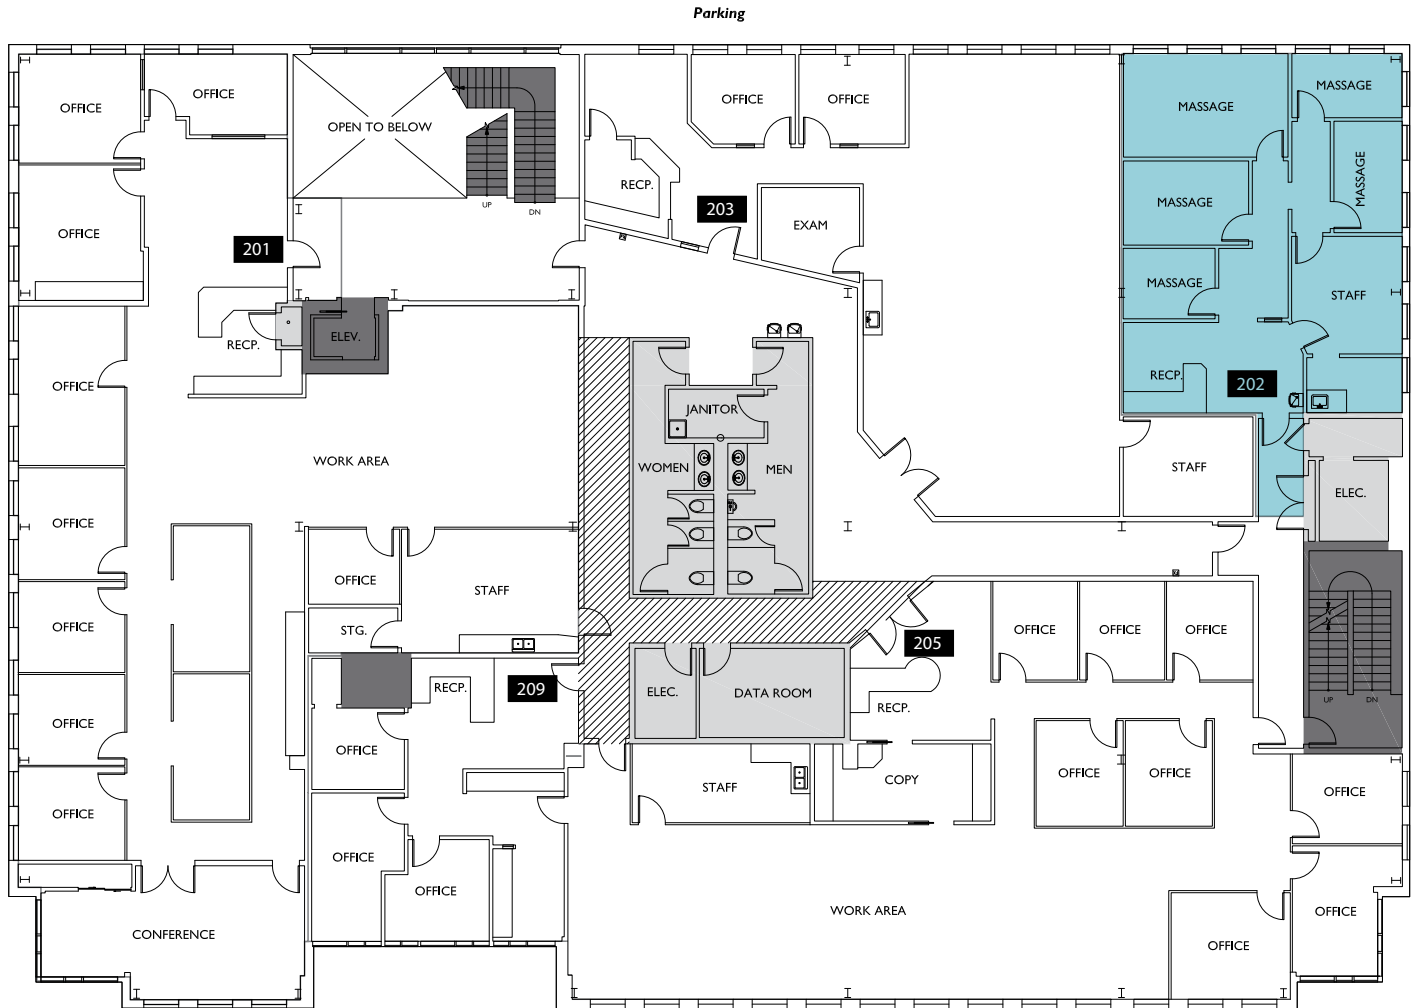 Parking
OFFICE
OFFICE
OPEN TO BELOW
UP
DN
OFFICE
201
RECP.
ELEV.
OFFICE
OFFICE
RECP.
203
EXAM
MASSAGE
MASSAGE
MASSAGE
MASSAGE
MASSAGE
STAFF
RECP.
202
OFFICE
WORK AREA
JANITOR
WOMEN
MEN
STAFF
ELEC.
OFFICE
OFFICE
STAFF
STG.
OFFICE
OFFICE
OFFICE
RECP.
209
OFFICE
OFFICE
OFFICE
CONFERENCE
ELEC.
DATA ROOM
205
RECP.
OFFICE
OFFICE
OFFICE
UP
DN
STAFF
COPY
OFFICE
OFFICE
OFFICE
OFFICE
WORK AREA
OFFICE